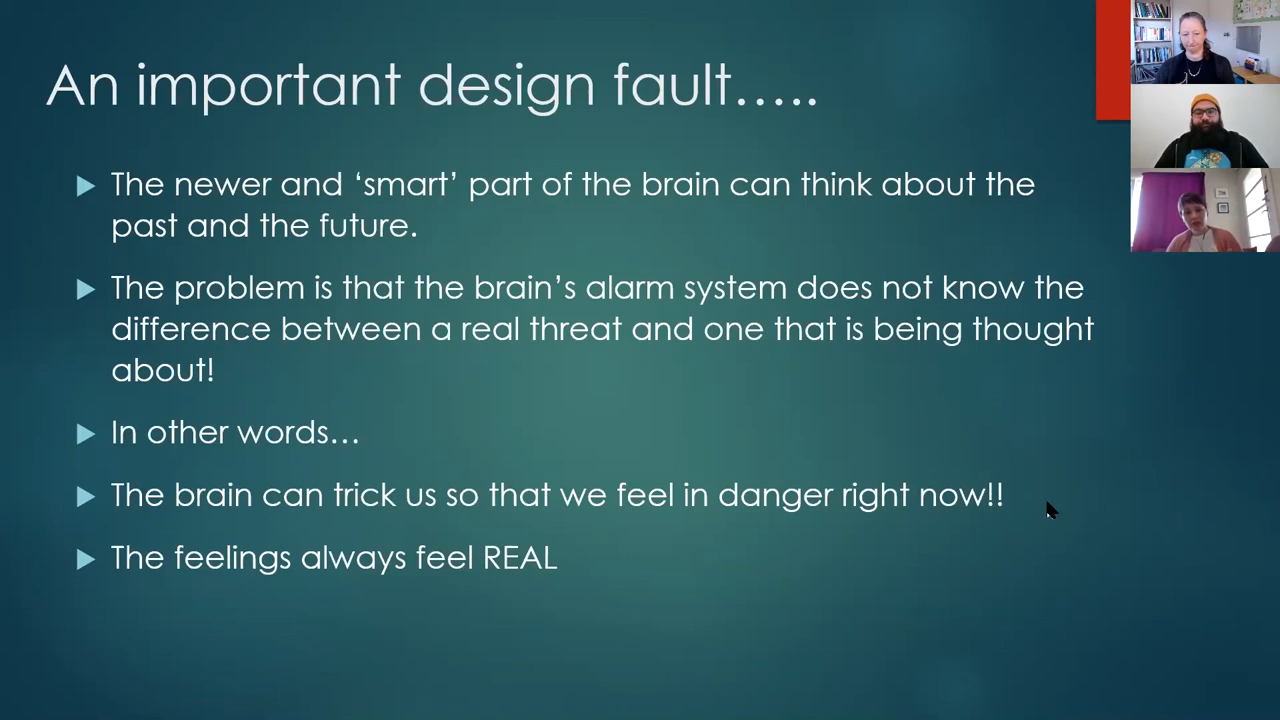 An important design fault…..
The newer and ‘smart’ part of the brain can think about the
past and the future.
The problem is that the brain’s alarm system does not know the
difference between a real threat and one that is being thought
about!
In other words…
The brain can trick us so that we feel in danger right now!!
The feelings always feel REAL